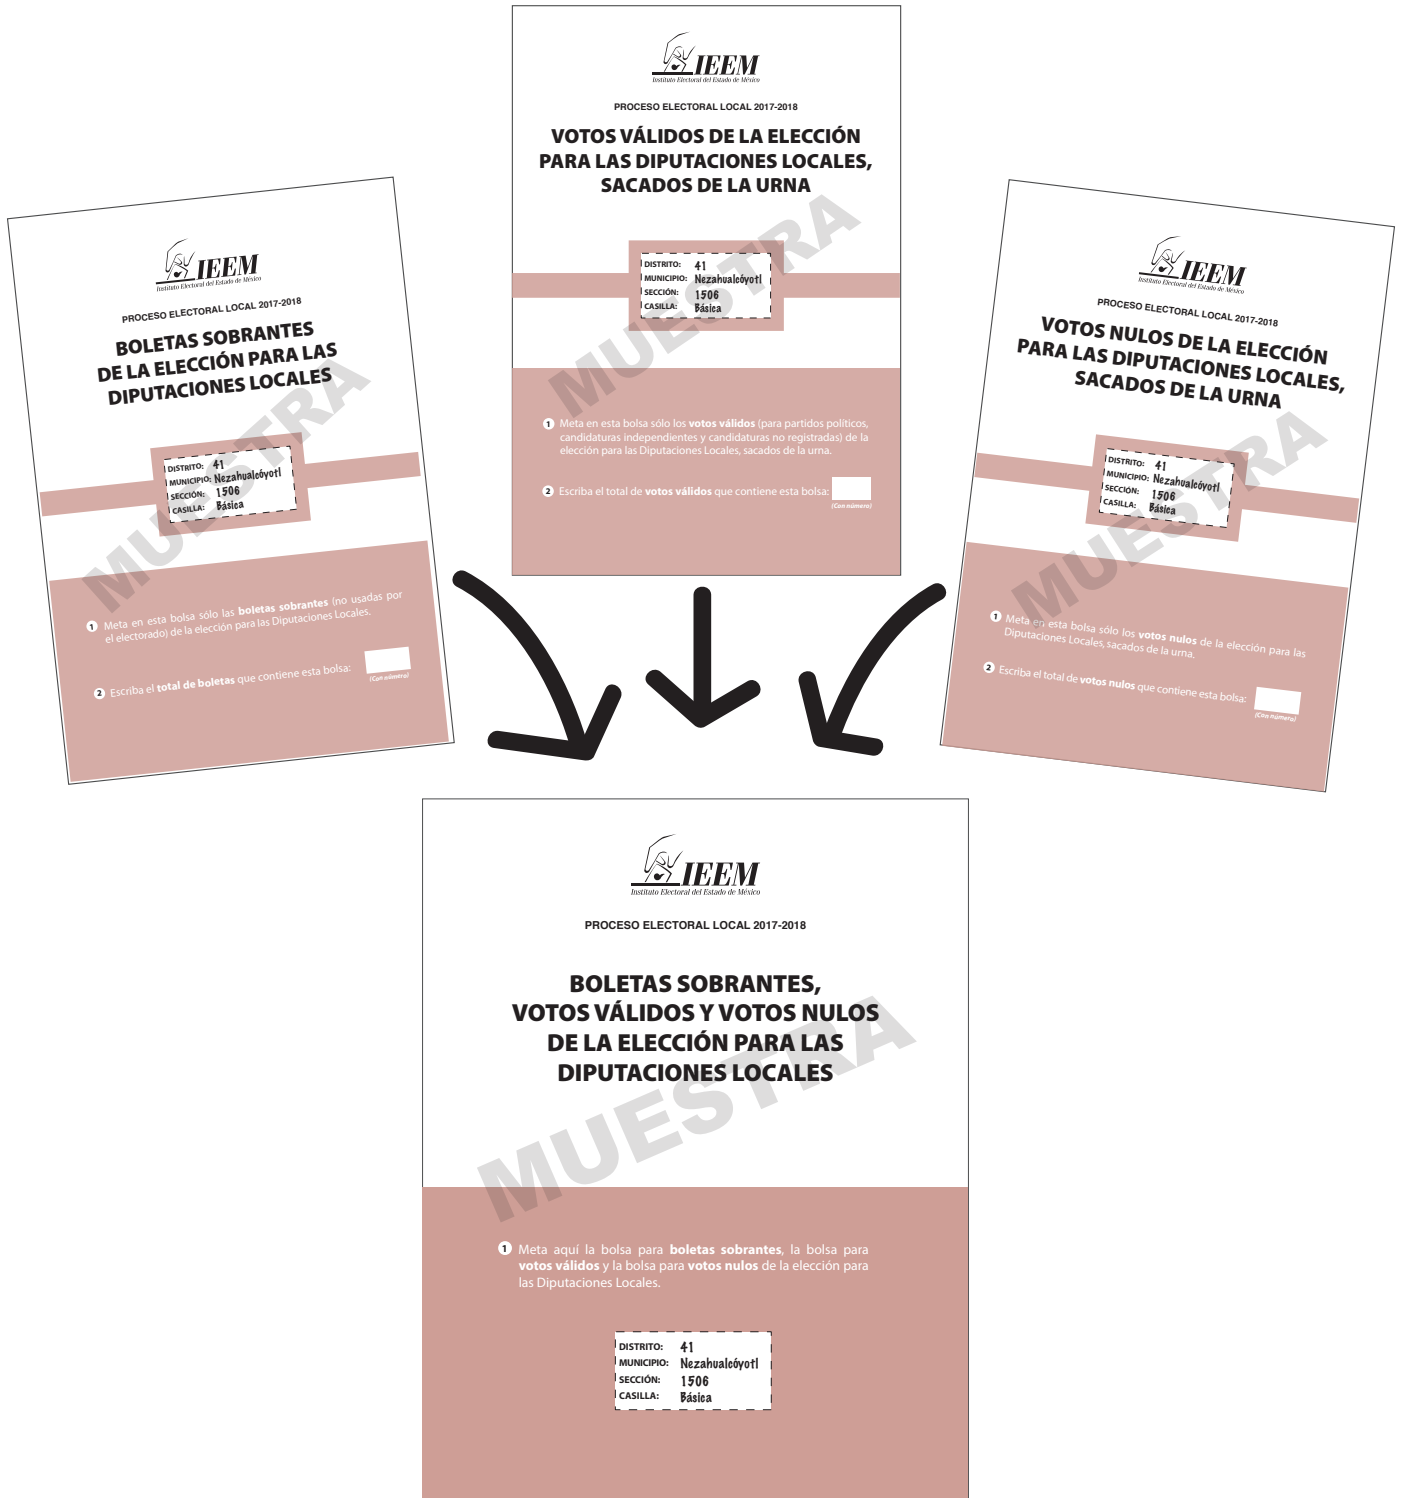 IEEM
Instituto Electoral del Estado de México
PROCESO ELECTORAL LOCAL 2017-2018
VOTOS VÁLIDOS DE LA ELECCIÓN
PARA LAS DIPUTACIONES LOCALES,
SACADOS DE LA URNA
DISTRITO: 41
MUNICIPIO: Nezahualcóyotl
SECCIÓN: 1506
CASILLA: Básica
1 Meta en esta bolsa sólo los votos válidos (para partidos políticos,
candidaturas independientes y candidaturas no registradas) de la
elección para las Diputaciones Locales, sacados de la urna.
2 Escriba el total de votos válidos que contiene esta bolsa:
(Con número)
MUESTRA
IEEM
Instituto Electoral del Estado de México
PROCESO ELECTORAL LOCAL 2017-2018
BOLETAS SOBRANTES
DE LA ELECCIÓN PARA LAS
DIPUTACIONES LOCALES
DISTRITO: 41
MUNICIPIO: Nezahualcóyotl
SECCIÓN: 1506
CASILLA: Básica
1 Meta en esta bolsa sólo las boletas sobrantes (no usadas por
el electorado) de la elección para las Diputaciones Locales.
2 Escriba el total de boletas que contiene esta bolsa:
(Con número)
MUESTRA
IEEM
Instituto Electoral del Estado de México
PROCESO ELECTORAL LOCAL 2017-2018
VOTOS NULOS DE LA ELECCIÓN
PARA LAS DIPUTACIONES LOCALES,
SACADOS DE LA URNA
DISTRITO: 41
MUNICIPIO: Nezahualcóyotl
SECCIÓN: 1506
CASILLA: Básica
1 Meta en esta bolsa sólo los votos nulos de la elección para las
Diputaciones Locales, sacados de la urna.
2 Escriba el total de votos nulos que contiene esta bolsa:
(Con número)
MUESTRA
IEEM
Instituto Electoral del Estado de México
PROCESO ELECTORAL LOCAL 2017-2018
BOLETAS SOBRANTES,
VOTOS VÁLIDOS Y VOTOS NULOS
DE LA ELECCIÓN PARA LAS
DIPUTACIONES LOCALES
MUESTRA
1 Meta aquí la bolsa para boletas sobrantes, la bolsa para
votos válidos y la bolsa para votos nulos de la elección para
las Diputaciones Locales.
DISTRITO: 41
MUNICIPIO: Nezahualcóyotl
SECCIÓN: 1506
CASILLA: Básica